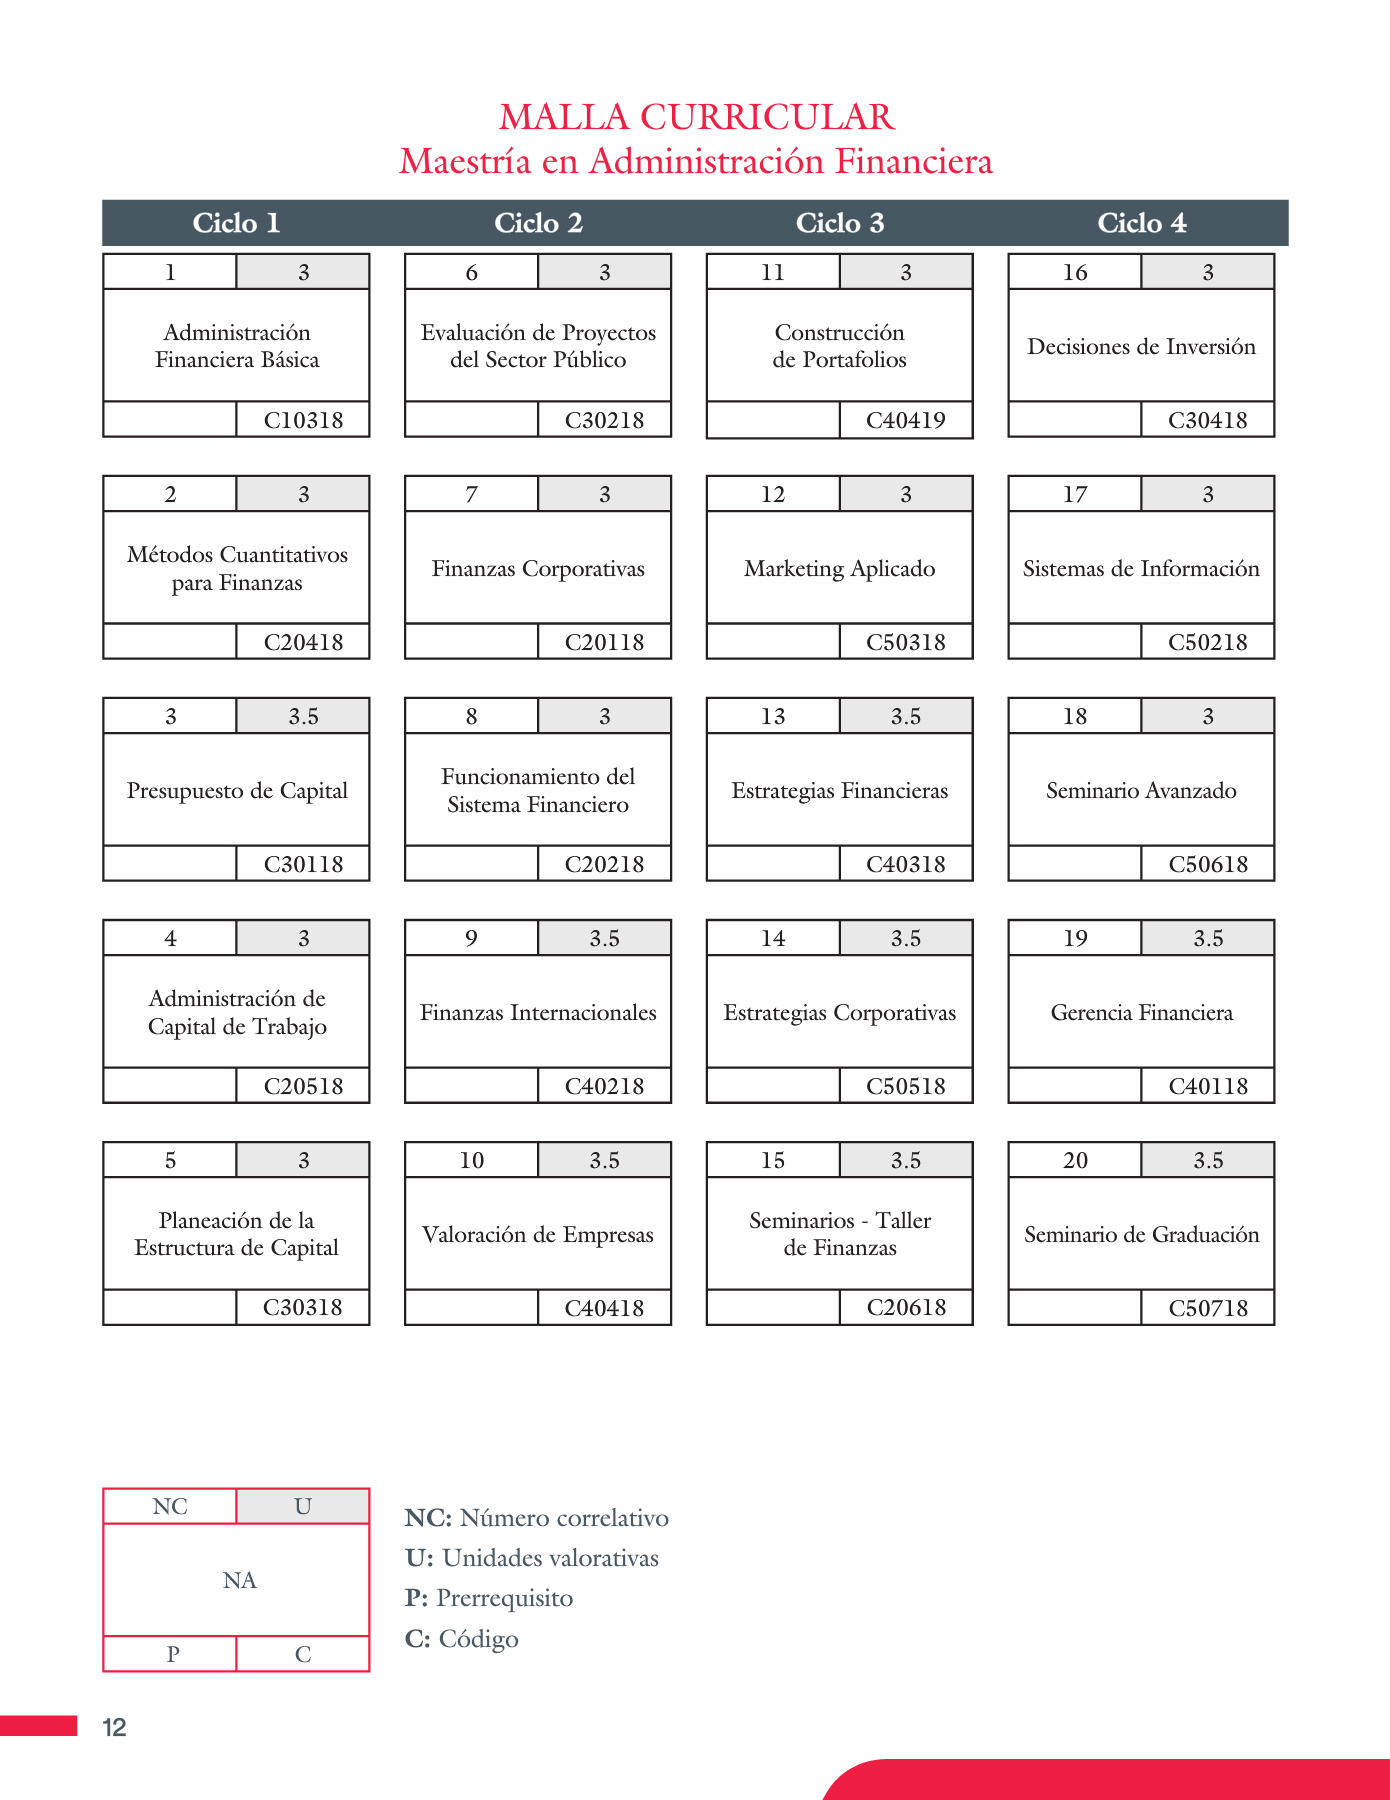 MALLA CURRICULAR
Maestría en Administración Financiera
Ciclo 1 Ciclo 2 Ciclo 3 Ciclo 4
1 3
Administración
Financiera Básica
C10318
6 3
Evaluación de Proyectos
del Sector Público
C30218
11 3
Construcción
de Portafolios
C40419
16 3
Decisiones de Inversión
C30418
2 3
Métodos Cuantitativos
para Finanzas
C20418
7 3
Finanzas Corporativas
C20118
12 3
Marketing Aplicado
C50318
17 3
Sistemas de Información
C50218
3 3.5
Presupuesto de Capital
C30118
8 3
Funcionamiento del
Sistema Financiero
C20218
13 3.5
Estrategias Financieras
C40318
18 3
Seminario Avanzado
C50618
4 3
Administración de
Capital de Trabajo
C20518
9 3.5
Finanzas Internacionales
C40218
14 3.5
Estrategias Corporativas
C50518
19 3.5
Gerencia Financiera
C40118
5 3
Planeación de la
Estructura de Capital
C30318
10 3.5
Valoración de Empresas
C40418
15 3.5
Seminarios - Taller
de Finanzas
C20618
20 3.5
Seminario de Graduación
C50718
NC U
NA
P C
NC: Número correlativo
U: Unidades valorativas
P: Prerrequisito
C: Código
12